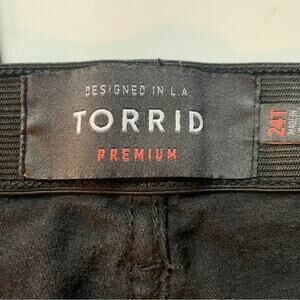 DESIGNED IN L.A.
TORRID
PREMIUM
24T